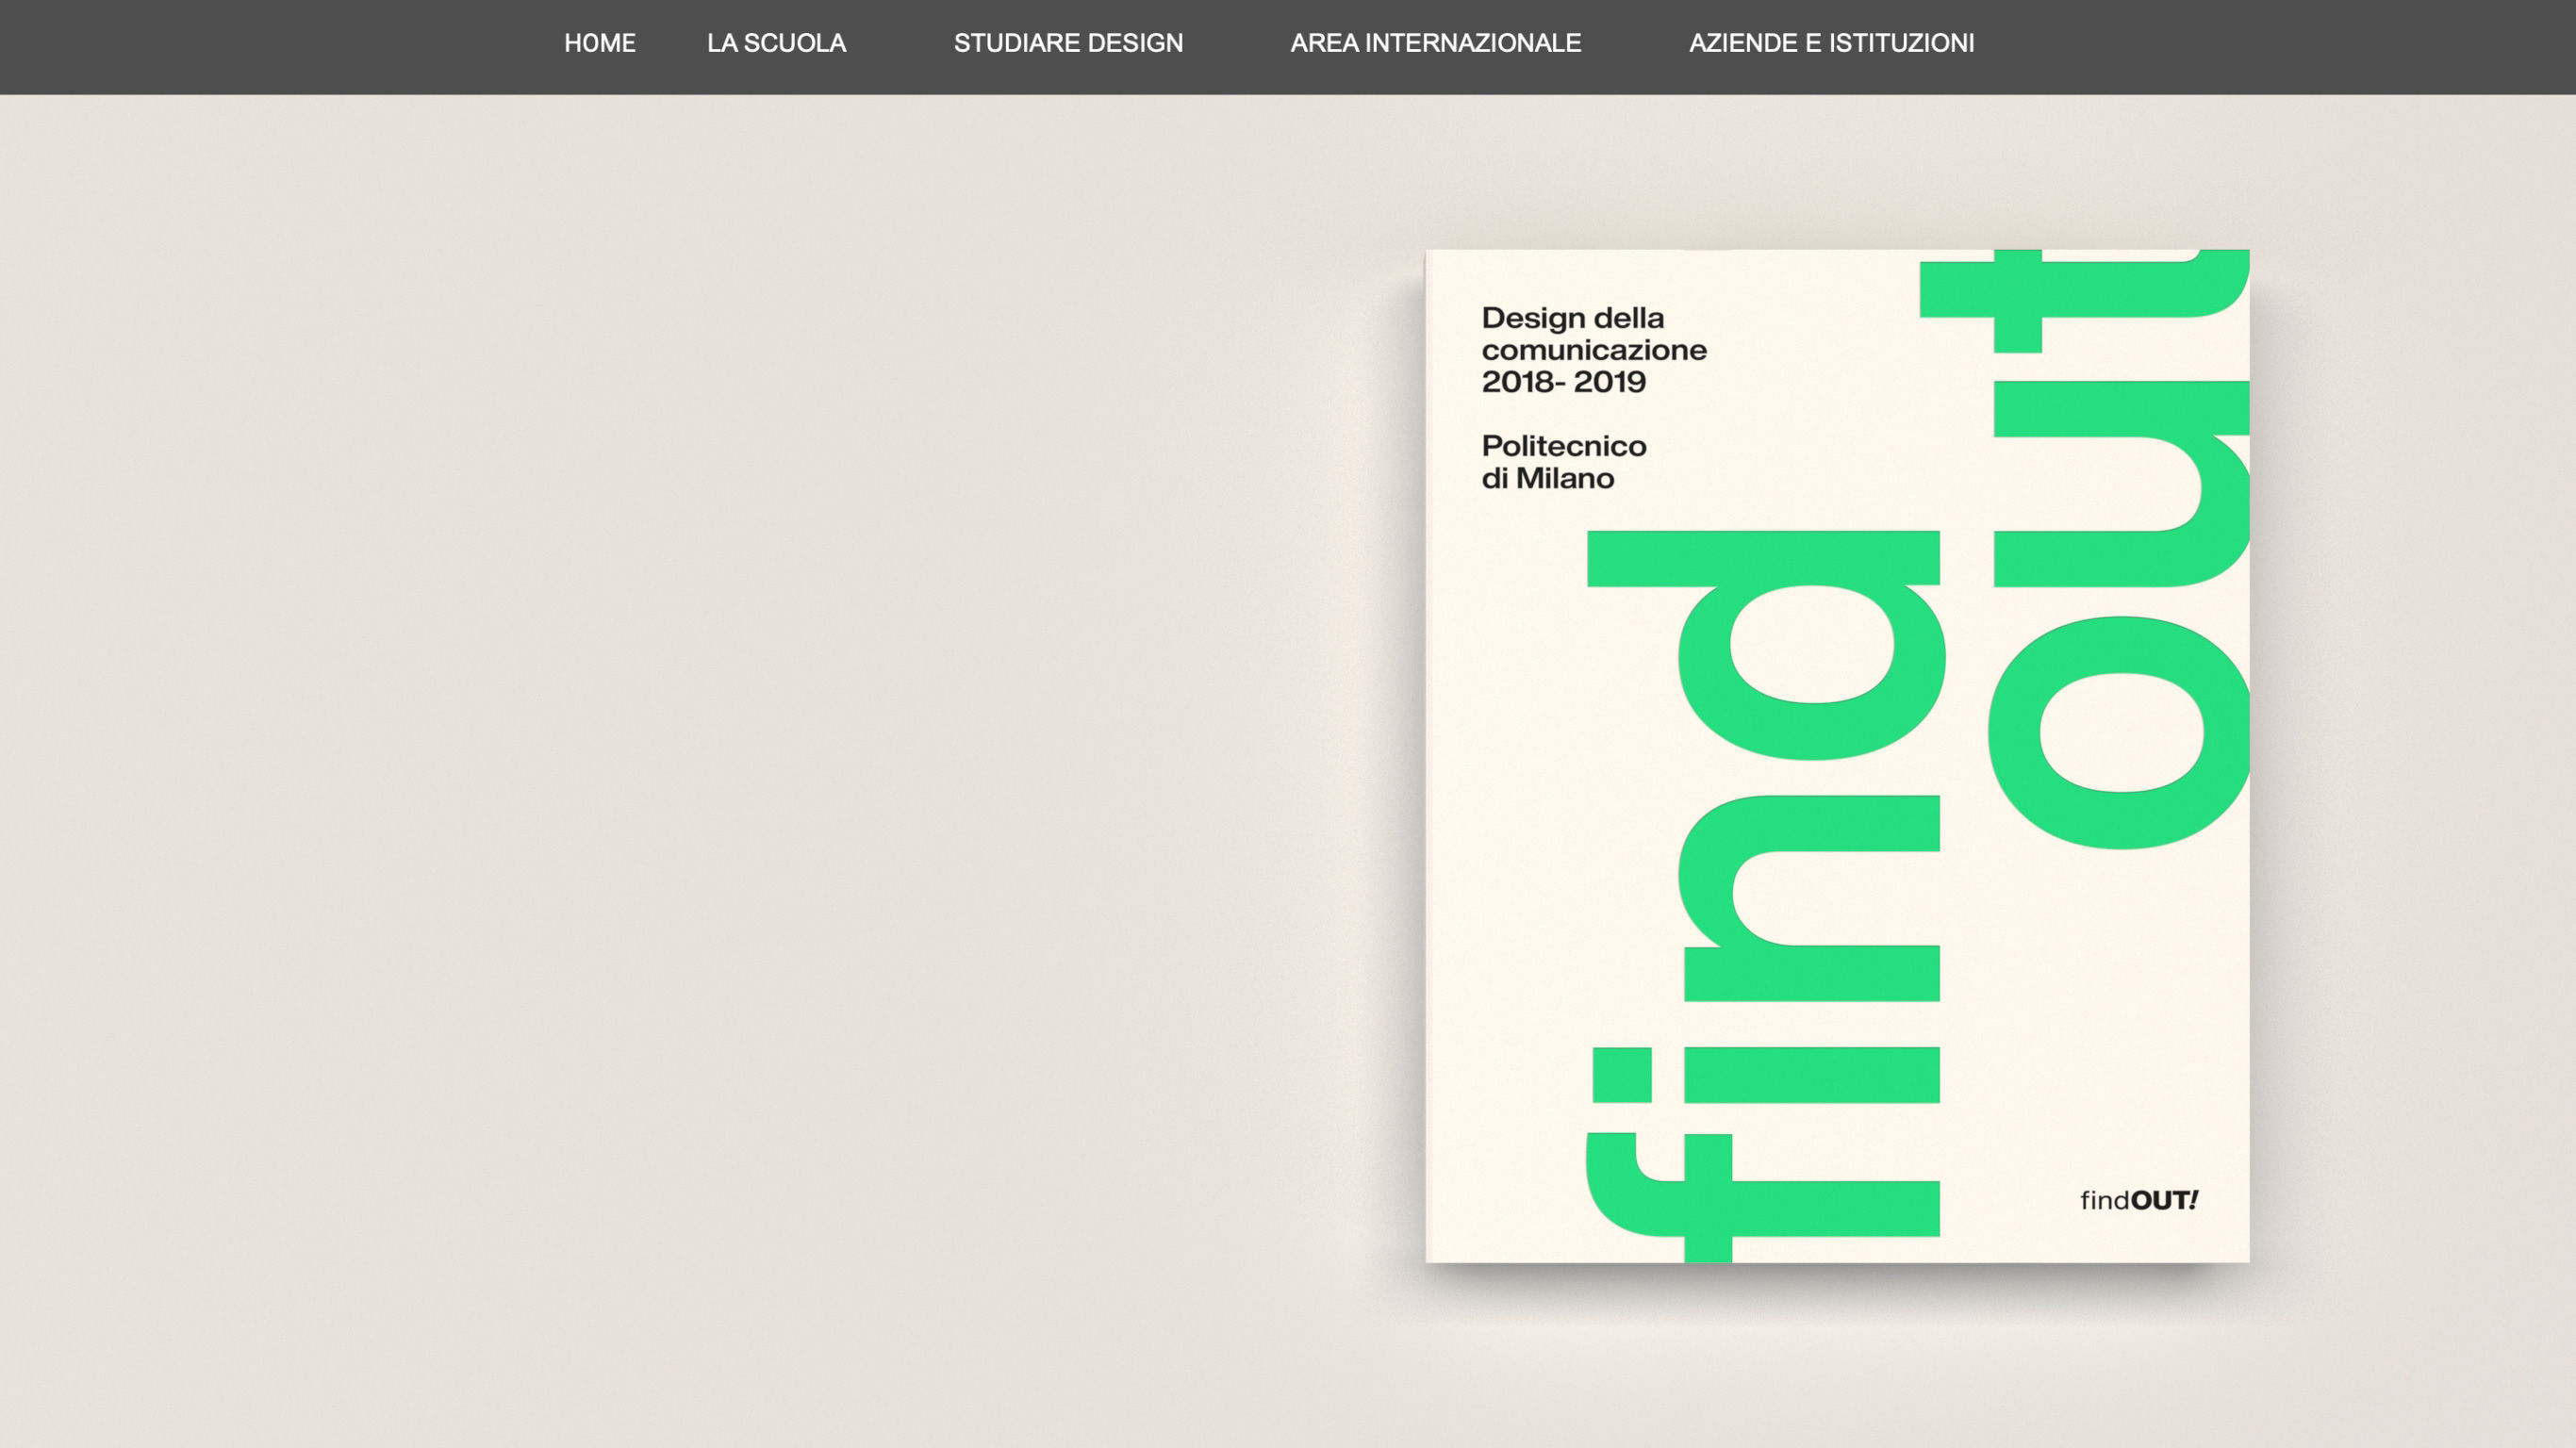 HOME LA SCUOLA STUDIARE DESIGN AREA INTERNAZIONALE AZIENDE E ISTITUZIONI
Design della
comunicazione
2018- 2019
Politecnico
di Milano
find
out
findOUT!